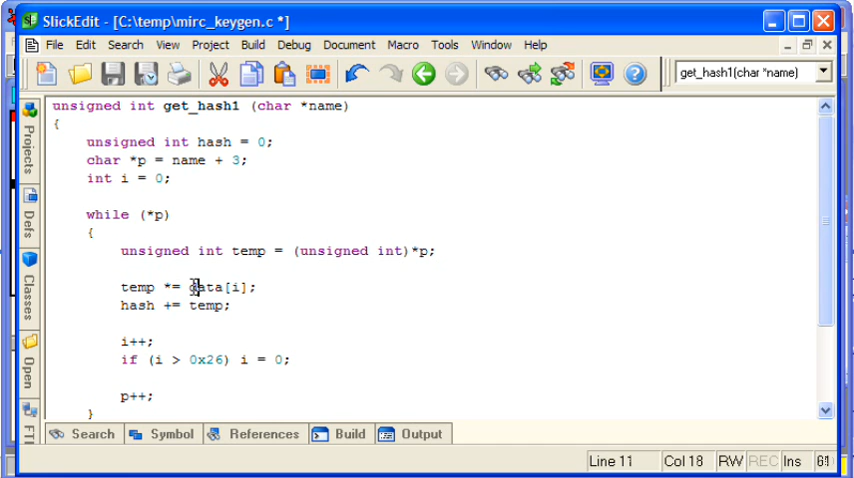 SlickEdit - [C:\temp\mirc_keygen.c *]
File Edit Search View Project Build Debug Document Macro Tools Window Help
get_hash1(char *name)
unsigned int get_hash1 (char *name)
{
unsigned int hash = 0;
char *p = name + 3;
int i = 0;
while (*p)
{
unsigned int temp = (unsigned int)*p;
temp *= data[i];
hash += temp;
i++;
if (i > 0x26) i = 0;
p++;
}
Projects
Defs
Classes
Open
Search Symbol References Build Output
Line 11 Col 18 RW REC Ins